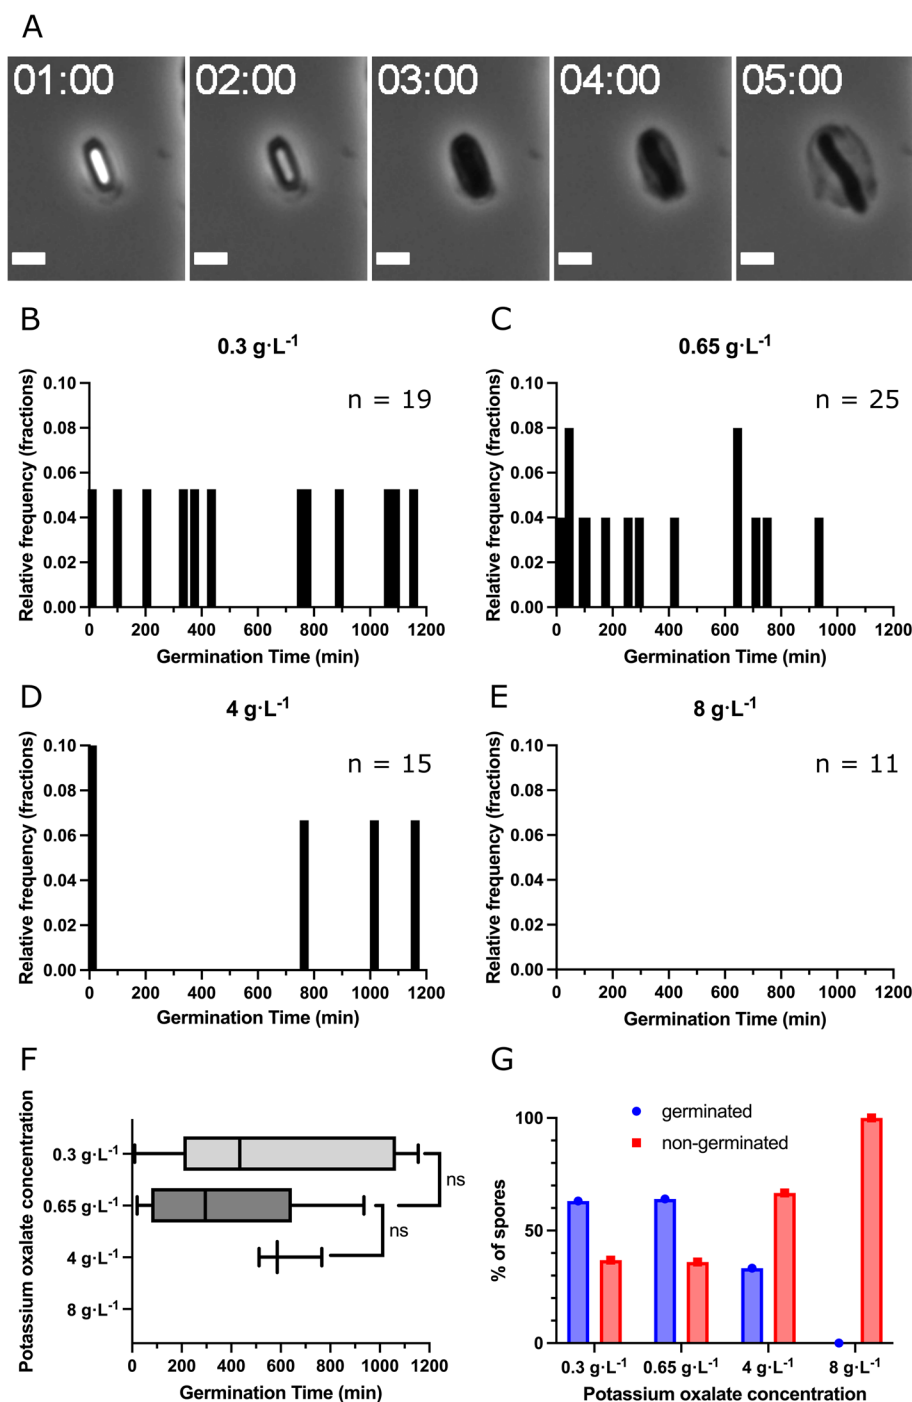 A
01:00 02:00 03:00 04:00 05:00
B
0.3 g·L-1
n = 19
Relative frequency (fractions)
0.10
0.08
0.06
0.04
0.02
0.00
0 200 400 600 800 1000 1200
Germination Time (min)
C
0.65 g·L-1
n = 25
Relative frequency (fractions)
0.10
0.08
0.06
0.04
0.02
0.00
0 200 400 600 800 1000 1200
Germination Time (min)
D
4 g·L-1
n = 15
Relative frequency (fractions)
0.10
0.08
0.06
0.04
0.02
0.00
0 200 400 600 800 1000 1200
Germination Time (min)
E
8 g·L-1
n = 11
Relative frequency (fractions)
0.10
0.08
0.06
0.04
0.02
0.00
0 200 400 600 800 1000 1200
Germination Time (min)
F
Potassium oxalate concentration
0.3 g·L-1
0.65 g·L-1
4 g·L-1
8 g·L-1
ns
ns
0 200 400 600 800 1000 1200
Germination Time (min)
G
germinated
non-germinated
% of spores
100
50
0
0.3 g·L-1 0.65 g·L-1 4 g·L-1 8 g·L-1
Potassium oxalate concentration